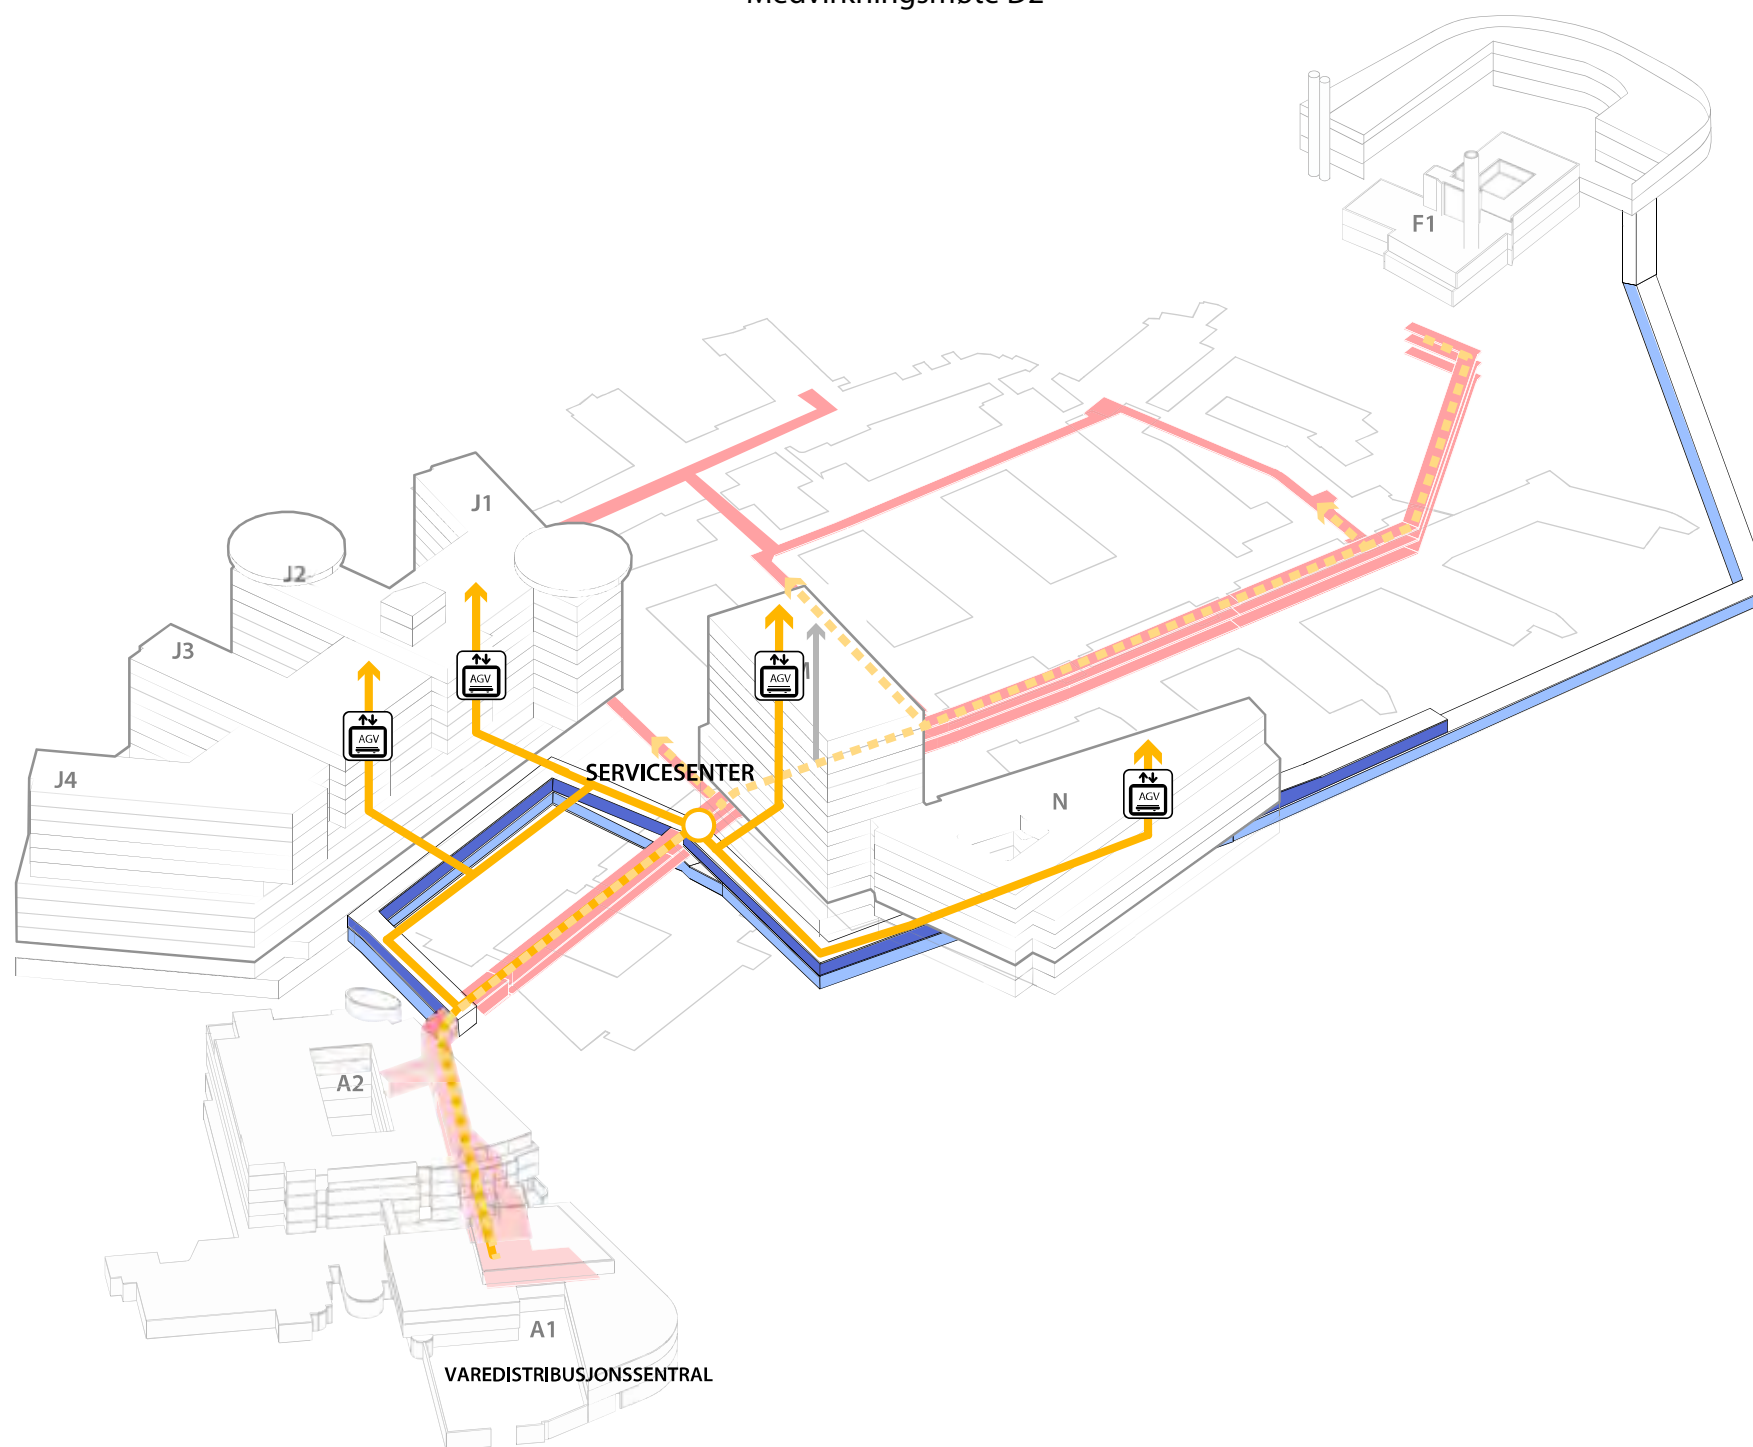 F1
J1
J2
J3
AGV
AGV
AGV
J4
SERVICESENTER
N
AGV
A2
A1
VAREDISTRIBUSJONSSENTRAL